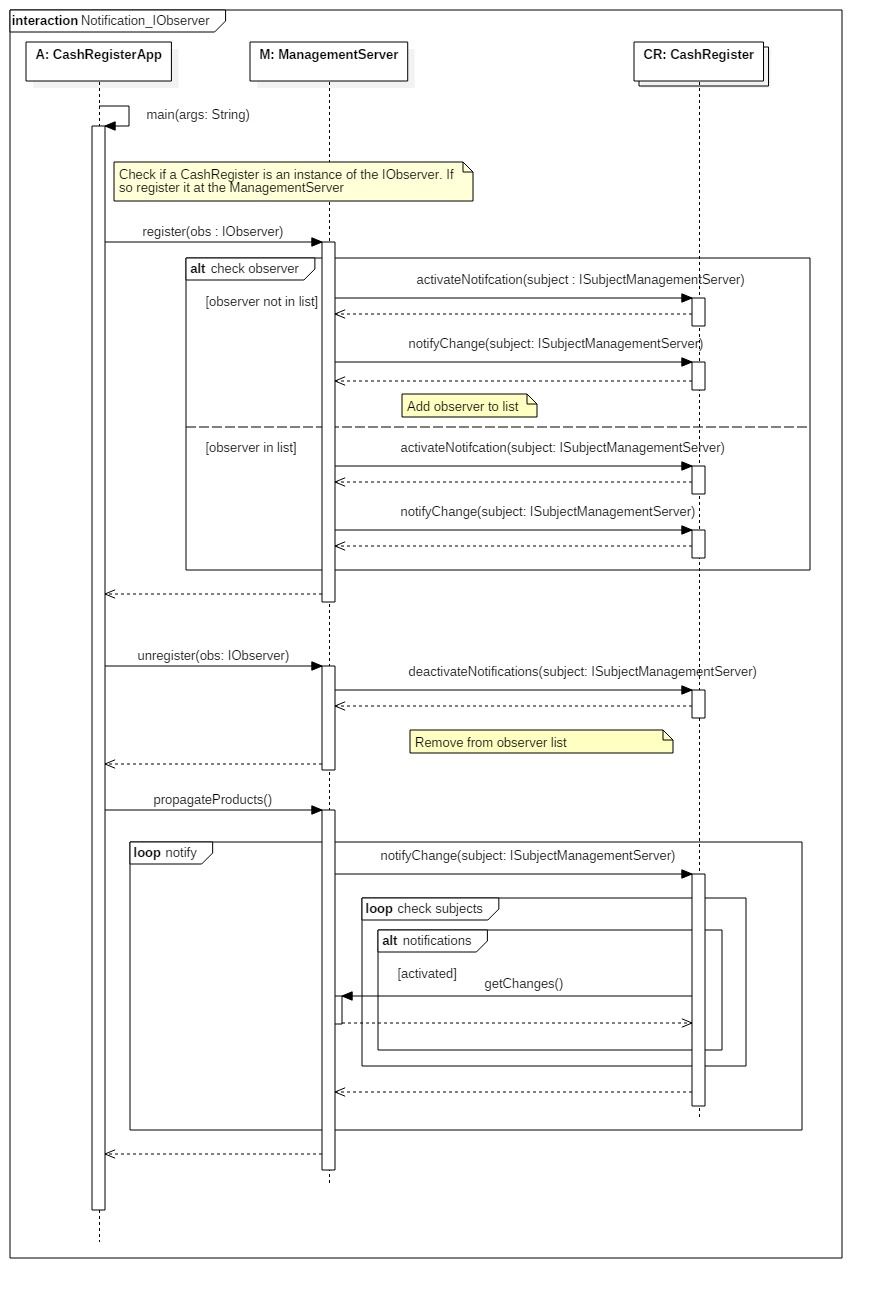 interaction Notification_IObserver
A: CashRegisterApp
M: ManagementServer
CR: CashRegister
main(args: String)
Check if a CashRegister is an instance of the IObserver. If
so register it at the ManagementServer
register(obs : IObserver)
alt check observer
activateNotifcation(subject : ISubjectManagementServer)
[observer not in list]
notifyChange(subject: ISubjectManagementServer)
Add observer to list
[observer in list]
activateNotifcation(subject: ISubjectManagementServer)
notifyChange(subject: ISubjectManagementServer)
unregister(obs: IObserver)
deactivateNotifications(subject: ISubjectManagementServer)
Remove from observer list
propagateProducts()
loop notify
notifyChange(subject: ISubjectManagementServer)
loop check subjects
alt notifications
[activated]
getChanges()